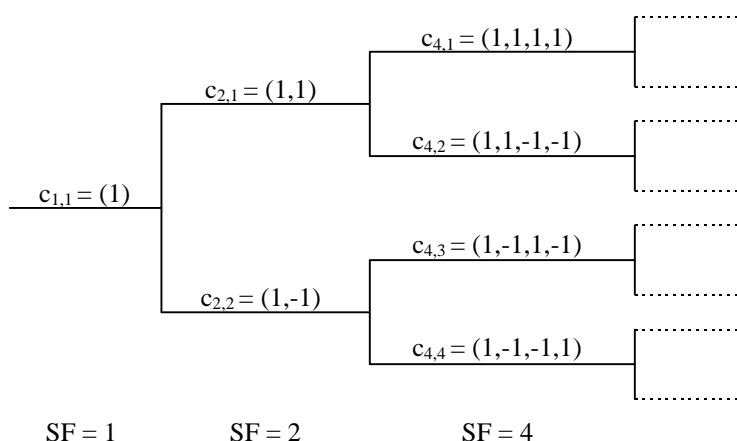 c4,1 = (1,1,1,1)
c2,1 = (1,1)
c4,2 = (1,1,-1,-1)
c1,1 = (1)
c4,3 = (1,-1,1,-1)
c2,2 = (1,-1)
c4,4 = (1,-1,-1,1)
SF = 1 SF = 2 SF = 4